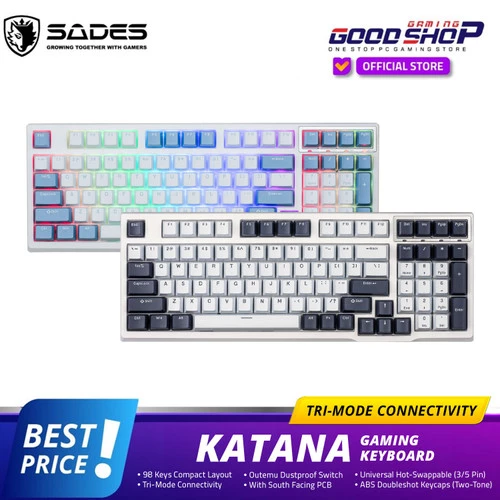 SADES
GROWING TOGETHER WITH GAMERS
GAMING
GOODSHOP
ONE STOP PC GAMING STORE
OFFICIAL STORE
TRI-MODE CONNECTIVITY
BEST
PRICE!
KATANA
GAMING
KEYBOARD
• 98 Keys Compact Layout
• Tri-Mode Connectivity
• Outemu Dustproof Switch
• With South Facing PCB
• Universal Hot-Swappable (3/5 Pin)
• ABS Doubleshot Keycaps (Two-Tone)